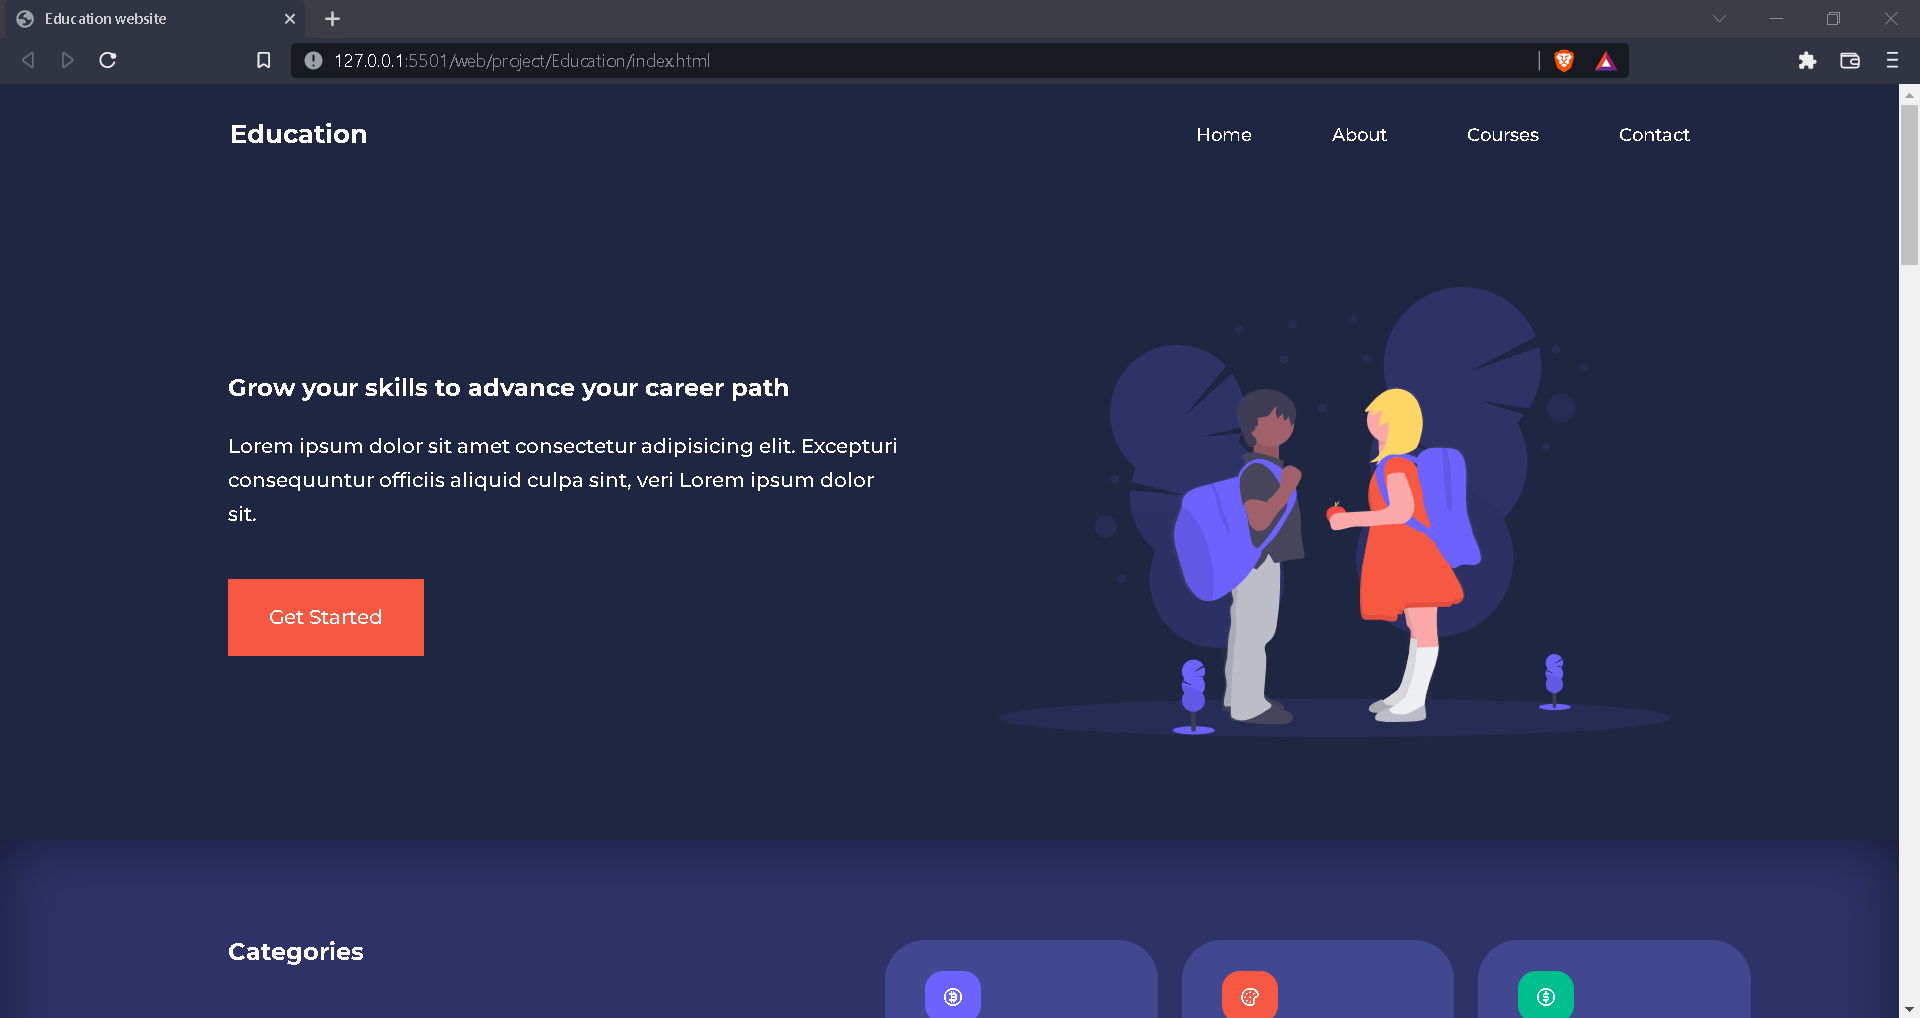 Education website
127.0.0.1:5501/web/project/Education/index.html
Education
Home About Courses Contact
Grow your skills to advance your career path
Lorem ipsum dolor sit amet consectetur adipisicing elit. Excepturi
consequuntur officiis aliquid culpa sint, veri Lorem ipsum dolor
sit.
Get Started
Categories